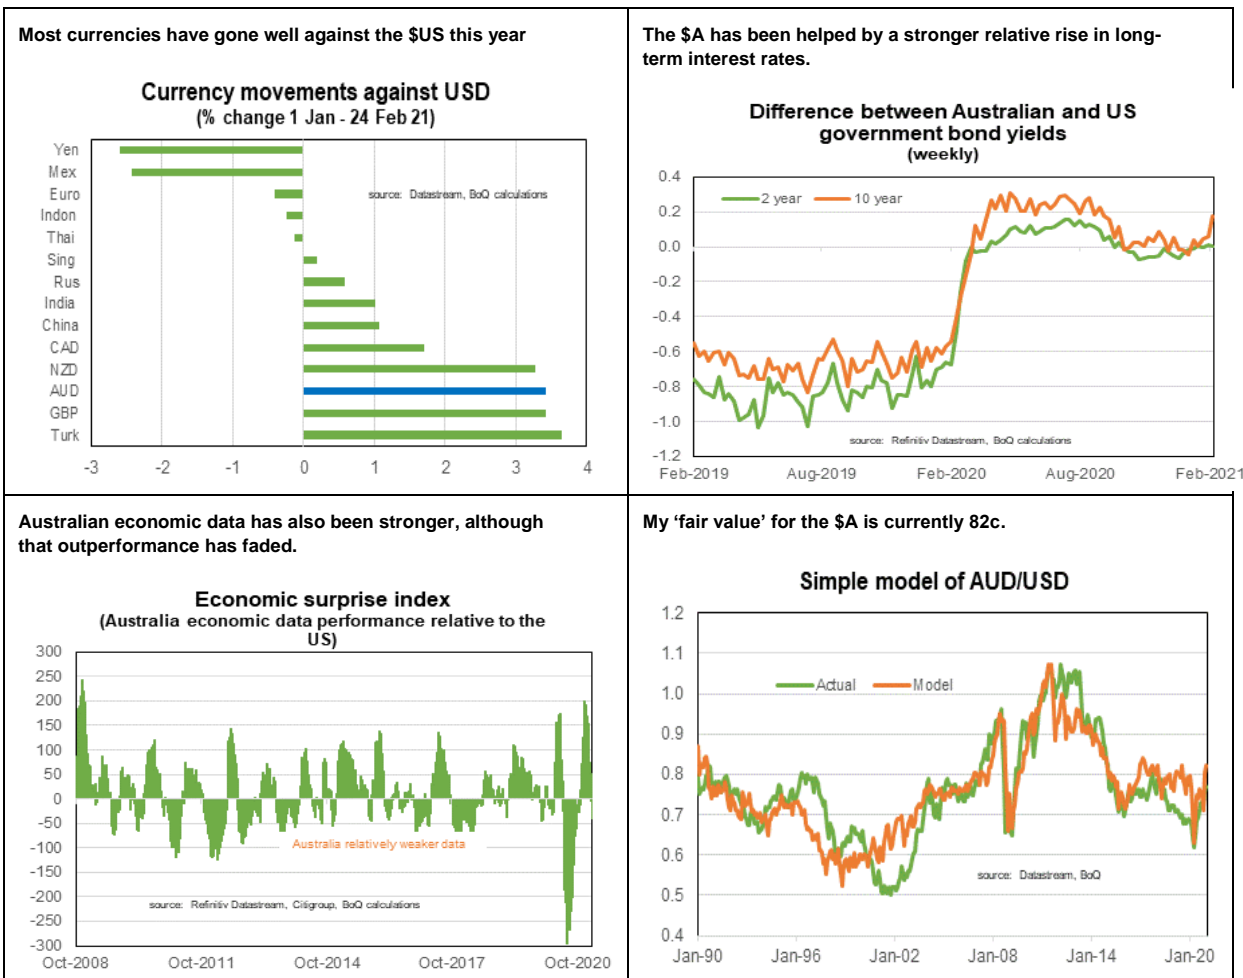 Most currencies have gone well against the $US this year
Currency movements against USD
(% change 1 Jan - 24 Feb 21)
Yen
Mex
Euro
source: Datastream, BoQ calculations
Indon
Thai
Sing
Rus
India
China
CAD
NZD
AUD
GBP
Turk
-3 -2 -1 0 1 2 3 4
The $A has been helped by a stronger relative rise in long-
term interest rates.
Difference between Australian and US
government bond yields
(weekly)
0.4
2 year 10 year
0.2
0.0
-0.2
-0.4
-0.6
-0.8
-1.0
source: Refinitiv Datastream, BoQ calculations
-1.2
Feb-2019 Aug-2019 Feb-2020 Aug-2020 Feb-2021
Australian economic data has also been stronger, although
that outperformance has faded.
Economic surprise index
(Australia economic data performance relative to the
US)
300
250
200
150
100
50
0
-50
-100
Australia relatively weaker data
-150
-200
source: Refinitiv Datastream, Citigroup, BoQ calculations
-250
-300
Oct-2008 Oct-2011 Oct-2014 Oct-2017 Oct-2020
My ‘fair value’ for the $A is currently 82c.
Simple model of AUD/USD
1.2
1.1
Actual Model
1.0
0.9
0.8
0.7
0.6
source: Datastream, BoQ
0.5
0.4
Jan-90 Jan-96 Jan-02 Jan-08 Jan-14 Jan-20